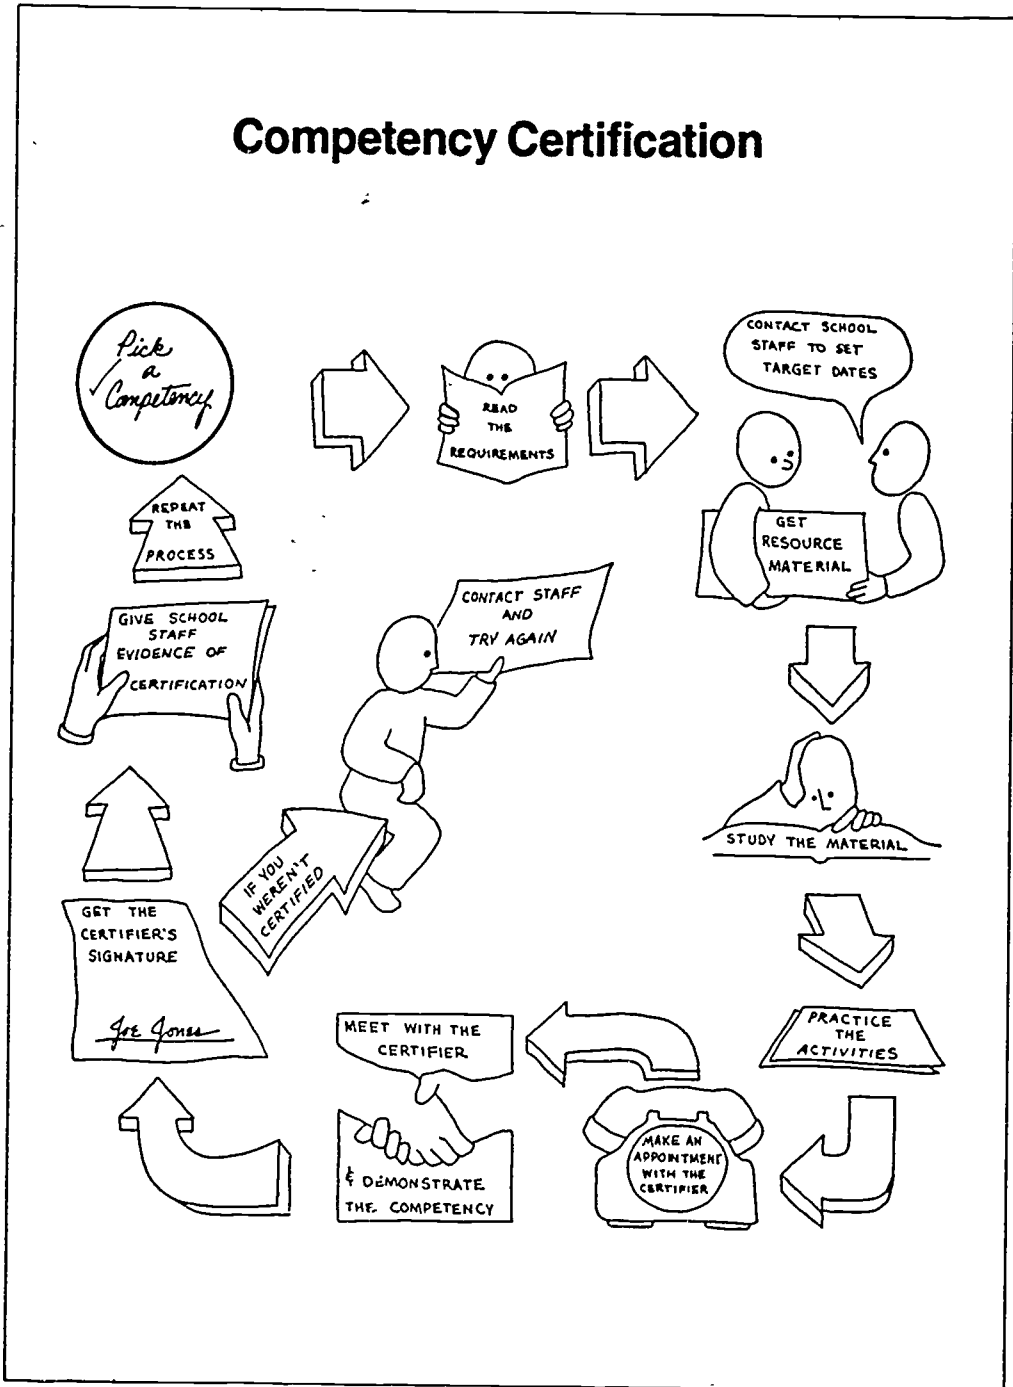 Competency Certification
Pick
a
Competency
READ
THE
REQUIREMENTS
CONTACT SCHOOL
STAFF TO SET
TARGET DATES
GET
RESOURCE
MATERIAL
STUDY THE MATERIAL
PRACTICE
THE
ACTIVITIES
MAKE AN
APPOINTMENT
WITH THE
CERTIFIER
MEET WITH THE
CERTIFIER
& DEMONSTRATE
THE COMPETENCY
GET THE
CERTIFIER'S
SIGNATURE
Joe Jones
IF YOU
WEREN'T
CERTIFIED
CONTACT STAFF
AND
TRY AGAIN
GIVE SCHOOL
STAFF
EVIDENCE OF
CERTIFICATION
REPEAT
THE
PROCESS